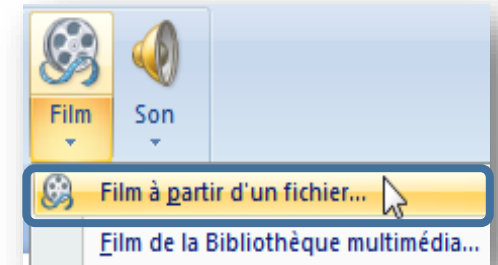 Film Son
Film à partir d'un fichier...
Film de la Bibliothèque multimédia...